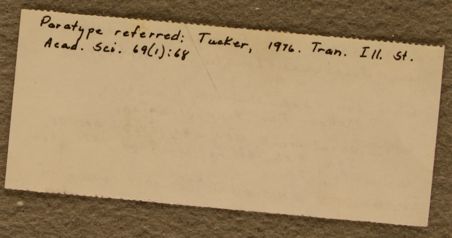 Paratype referred: Tucker, 1976. Tran. Ill. St.
Acad. Sci. 69(1):68